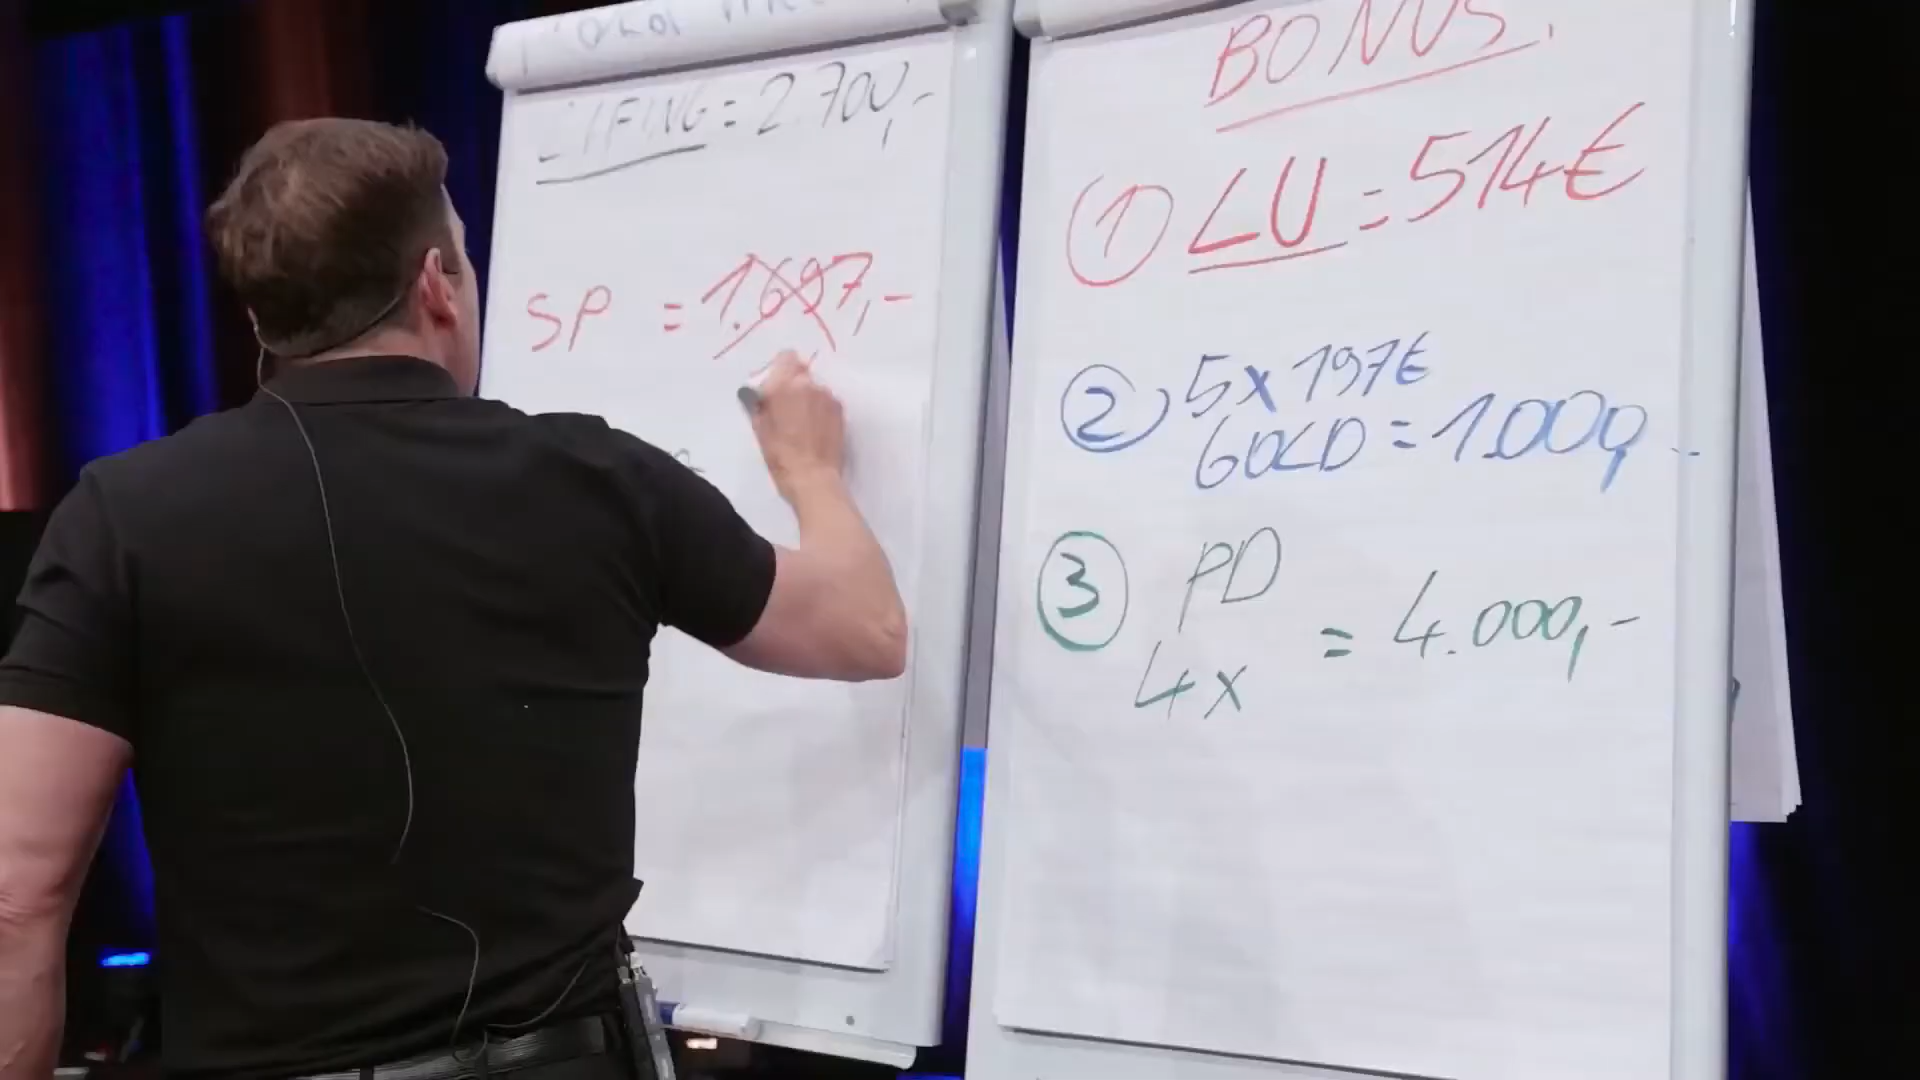 = 2.700,-
SP = 1.697,-
BONUS.
① LU = 514€
② 5x 197€
GOLD = 1.000,-
③ PD
4x = 4.000,-